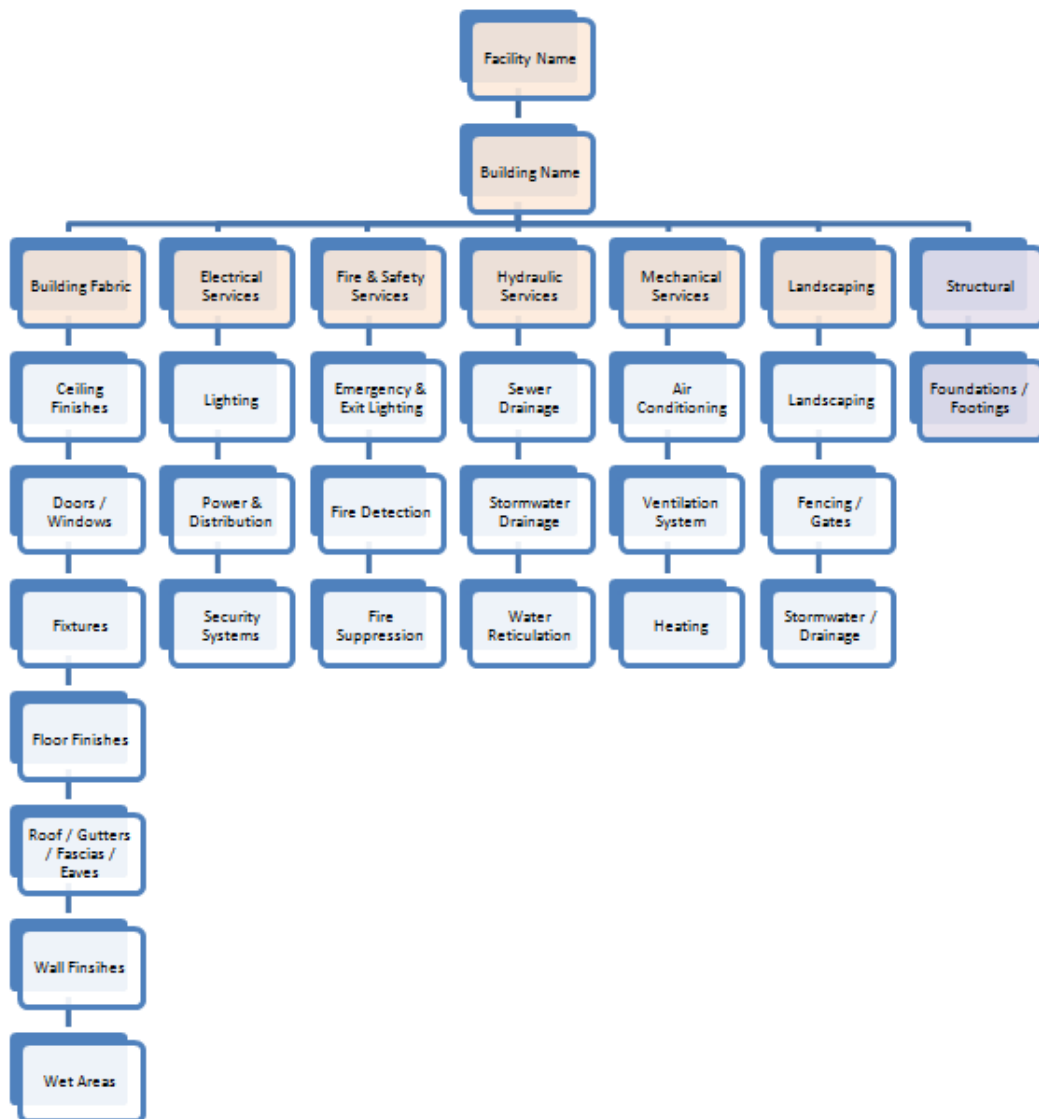 Facility Name
Building Name
Building Fabric
Electrical
Services
Fire & Safety
Services
Hydraulic
Services
Mechanical
Services
Landscaping
Structural
Ceiling
Finishes
Lighting
Emergency &
Exit Lighting
Sewer
Drainage
Air
Conditioning
Landscaping
Foundations /
Footings
Doors /
Windows
Power &
Distribution
Fire Detection
Stormwater
Drainage
Ventilation
System
Fencing /
Gates
Fixtures
Security
Systems
Fire
Suppression
Water
Reticulation
Heating
Stormwater /
Drainage
Floor Finishes
Roof / Gutters
/ Fascias /
Eaves
Wall Finsihes
Wet Areas